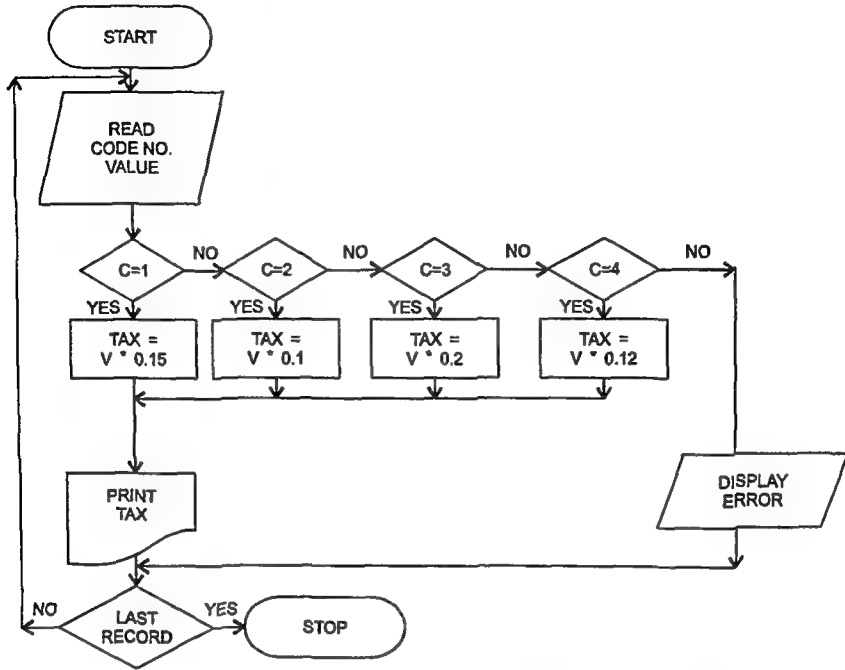 START
READ
CODE NO.
VALUE
C=1
NO
C=2
NO
C=3
NO
C=4
NO
YES
YES
YES
YES
TAX =
V * 0.15
TAX =
V * 0.1
TAX =
V * 0.2
TAX =
V * 0.12
PRINT
TAX
DISPLAY
ERROR
NO
LAST
RECORD
YES
STOP